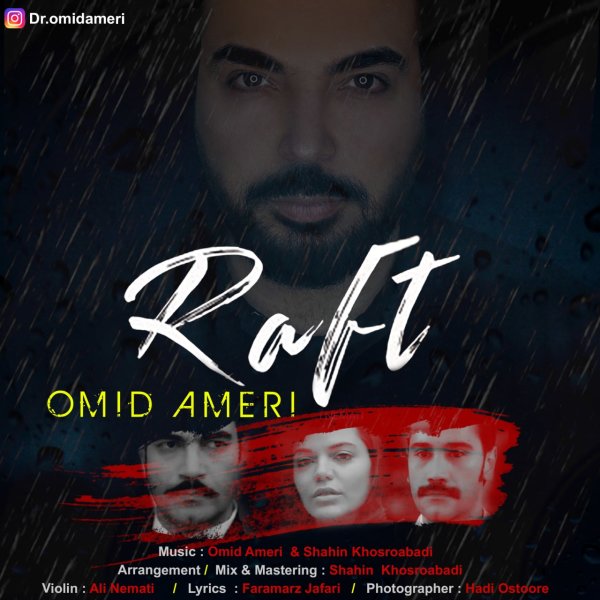 Dr.omidameri
Raft
OMID AMERI
Music : Omid Ameri & Shahin Khosroabadi
Arrangement / Mix & Mastering : Shahin Khosroabadi
Violin : Ali Nemati / Lyrics : Faramarz Jafari / Photographer : Hadi Ostoore